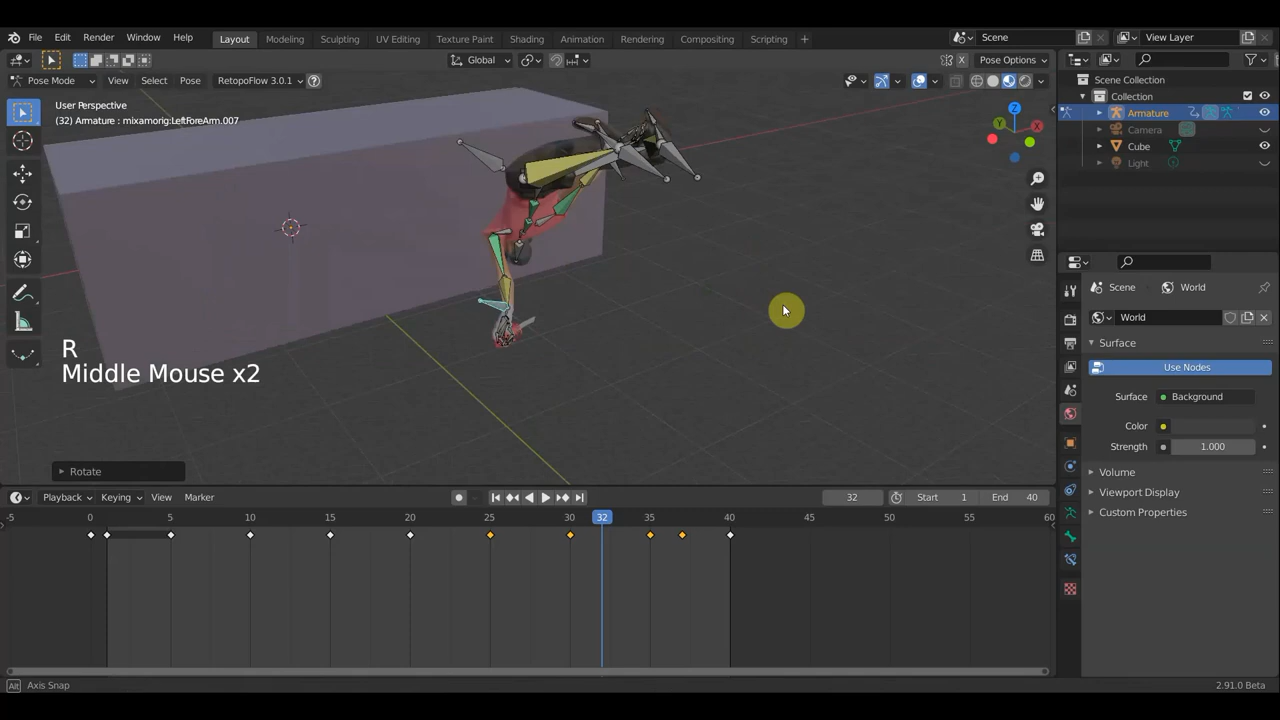 File Edit Render Window Help Layout Modeling Sculpting UV Editing Texture Paint Shading Animation Rendering Compositing Scripting + Scene View Layer
Global Pose Options
Pose Mode View Select Pose RetopoFlow 3.0.1 ?
User Perspective
(32) Armature : mixamorig:LeftForeArm.007
Scene Collection
Collection
Armature
Camera
Cube
Light
X
Y
Z
R
Middle Mouse x2
Rotate
Scene World
World
Surface
Use Nodes
Surface Background
Color
Strength 1.000
Volume
Viewport Display
Custom Properties
Playback Keying View Marker 32 Start 1 End 40
-5 0 5 10 15 20 25 30 32 35 40 45 50 55 60
Alt Axis Snap 2.91.0 Beta